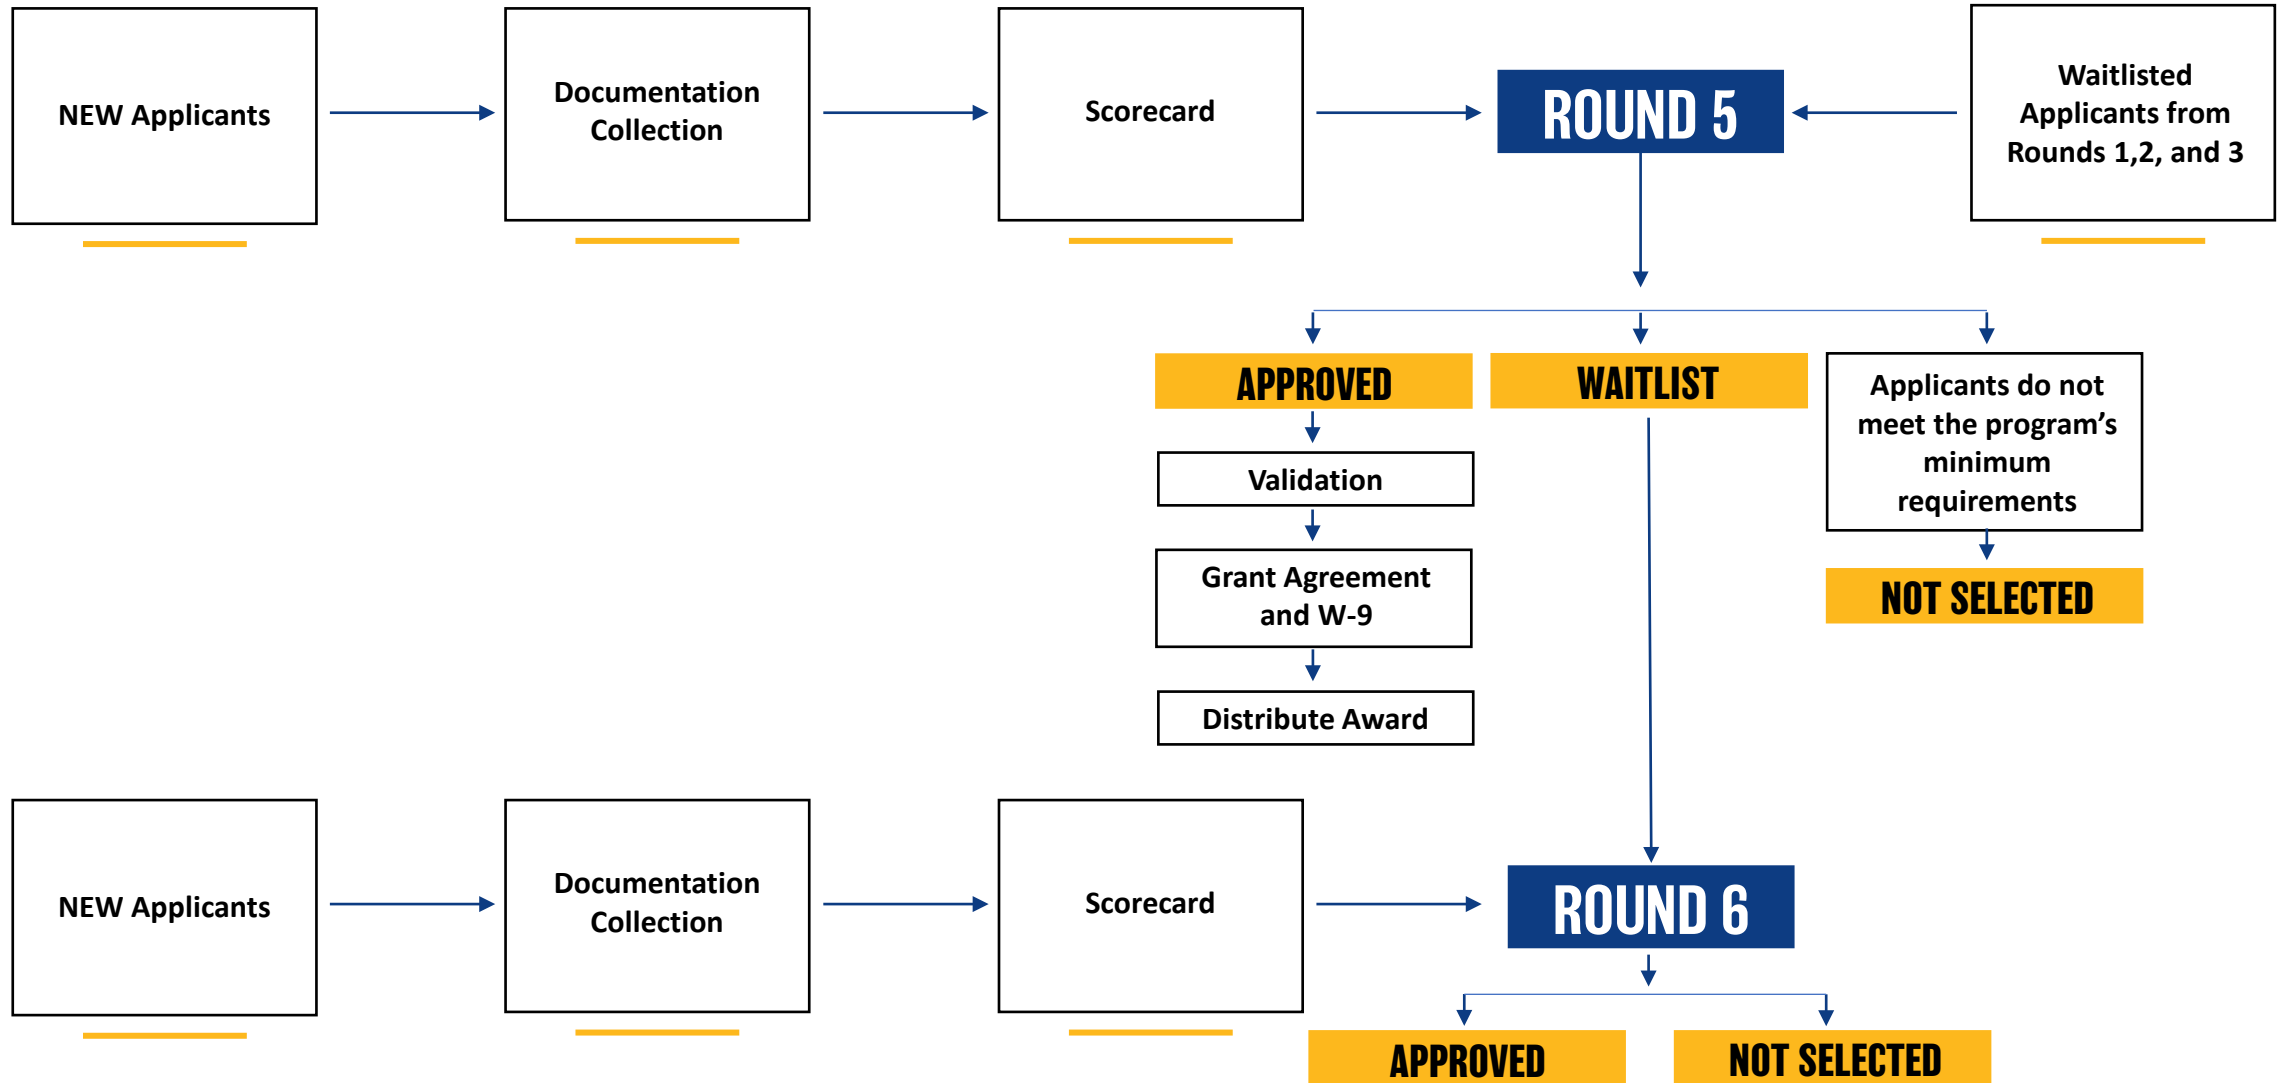 NEW Applicants
Documentation
Collection
Scorecard
ROUND 5
Waitlisted
Applicants from
Rounds 1,2, and 3
APPROVED
WAITLIST
Applicants do not
meet the program’s
minimum
requirements
Validation
Grant Agreement
and W-9
NOT SELECTED
Distribute Award
NEW Applicants
Documentation
Collection
Scorecard
ROUND 6
APPROVED
NOT SELECTED